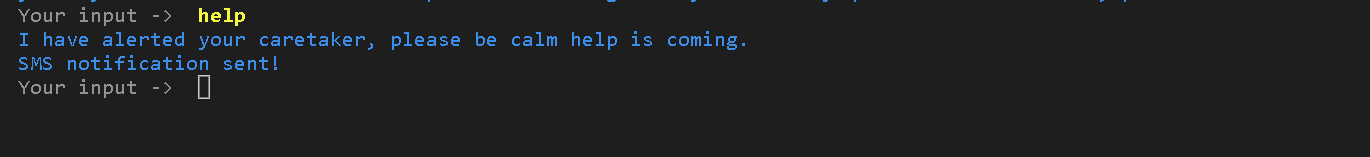 Your input ->  help
I have alerted your caretaker, please be calm help is coming.
SMS notification sent!
Your input ->